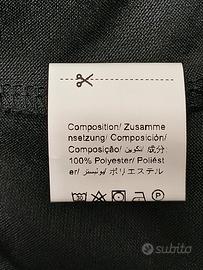 Composition/ Zusamme
nsetzung/ Composición/
Composição/ تكوين/ 成分
100% Polyester/ Poliést
er/ بوليستر/ ポリエステル
subito